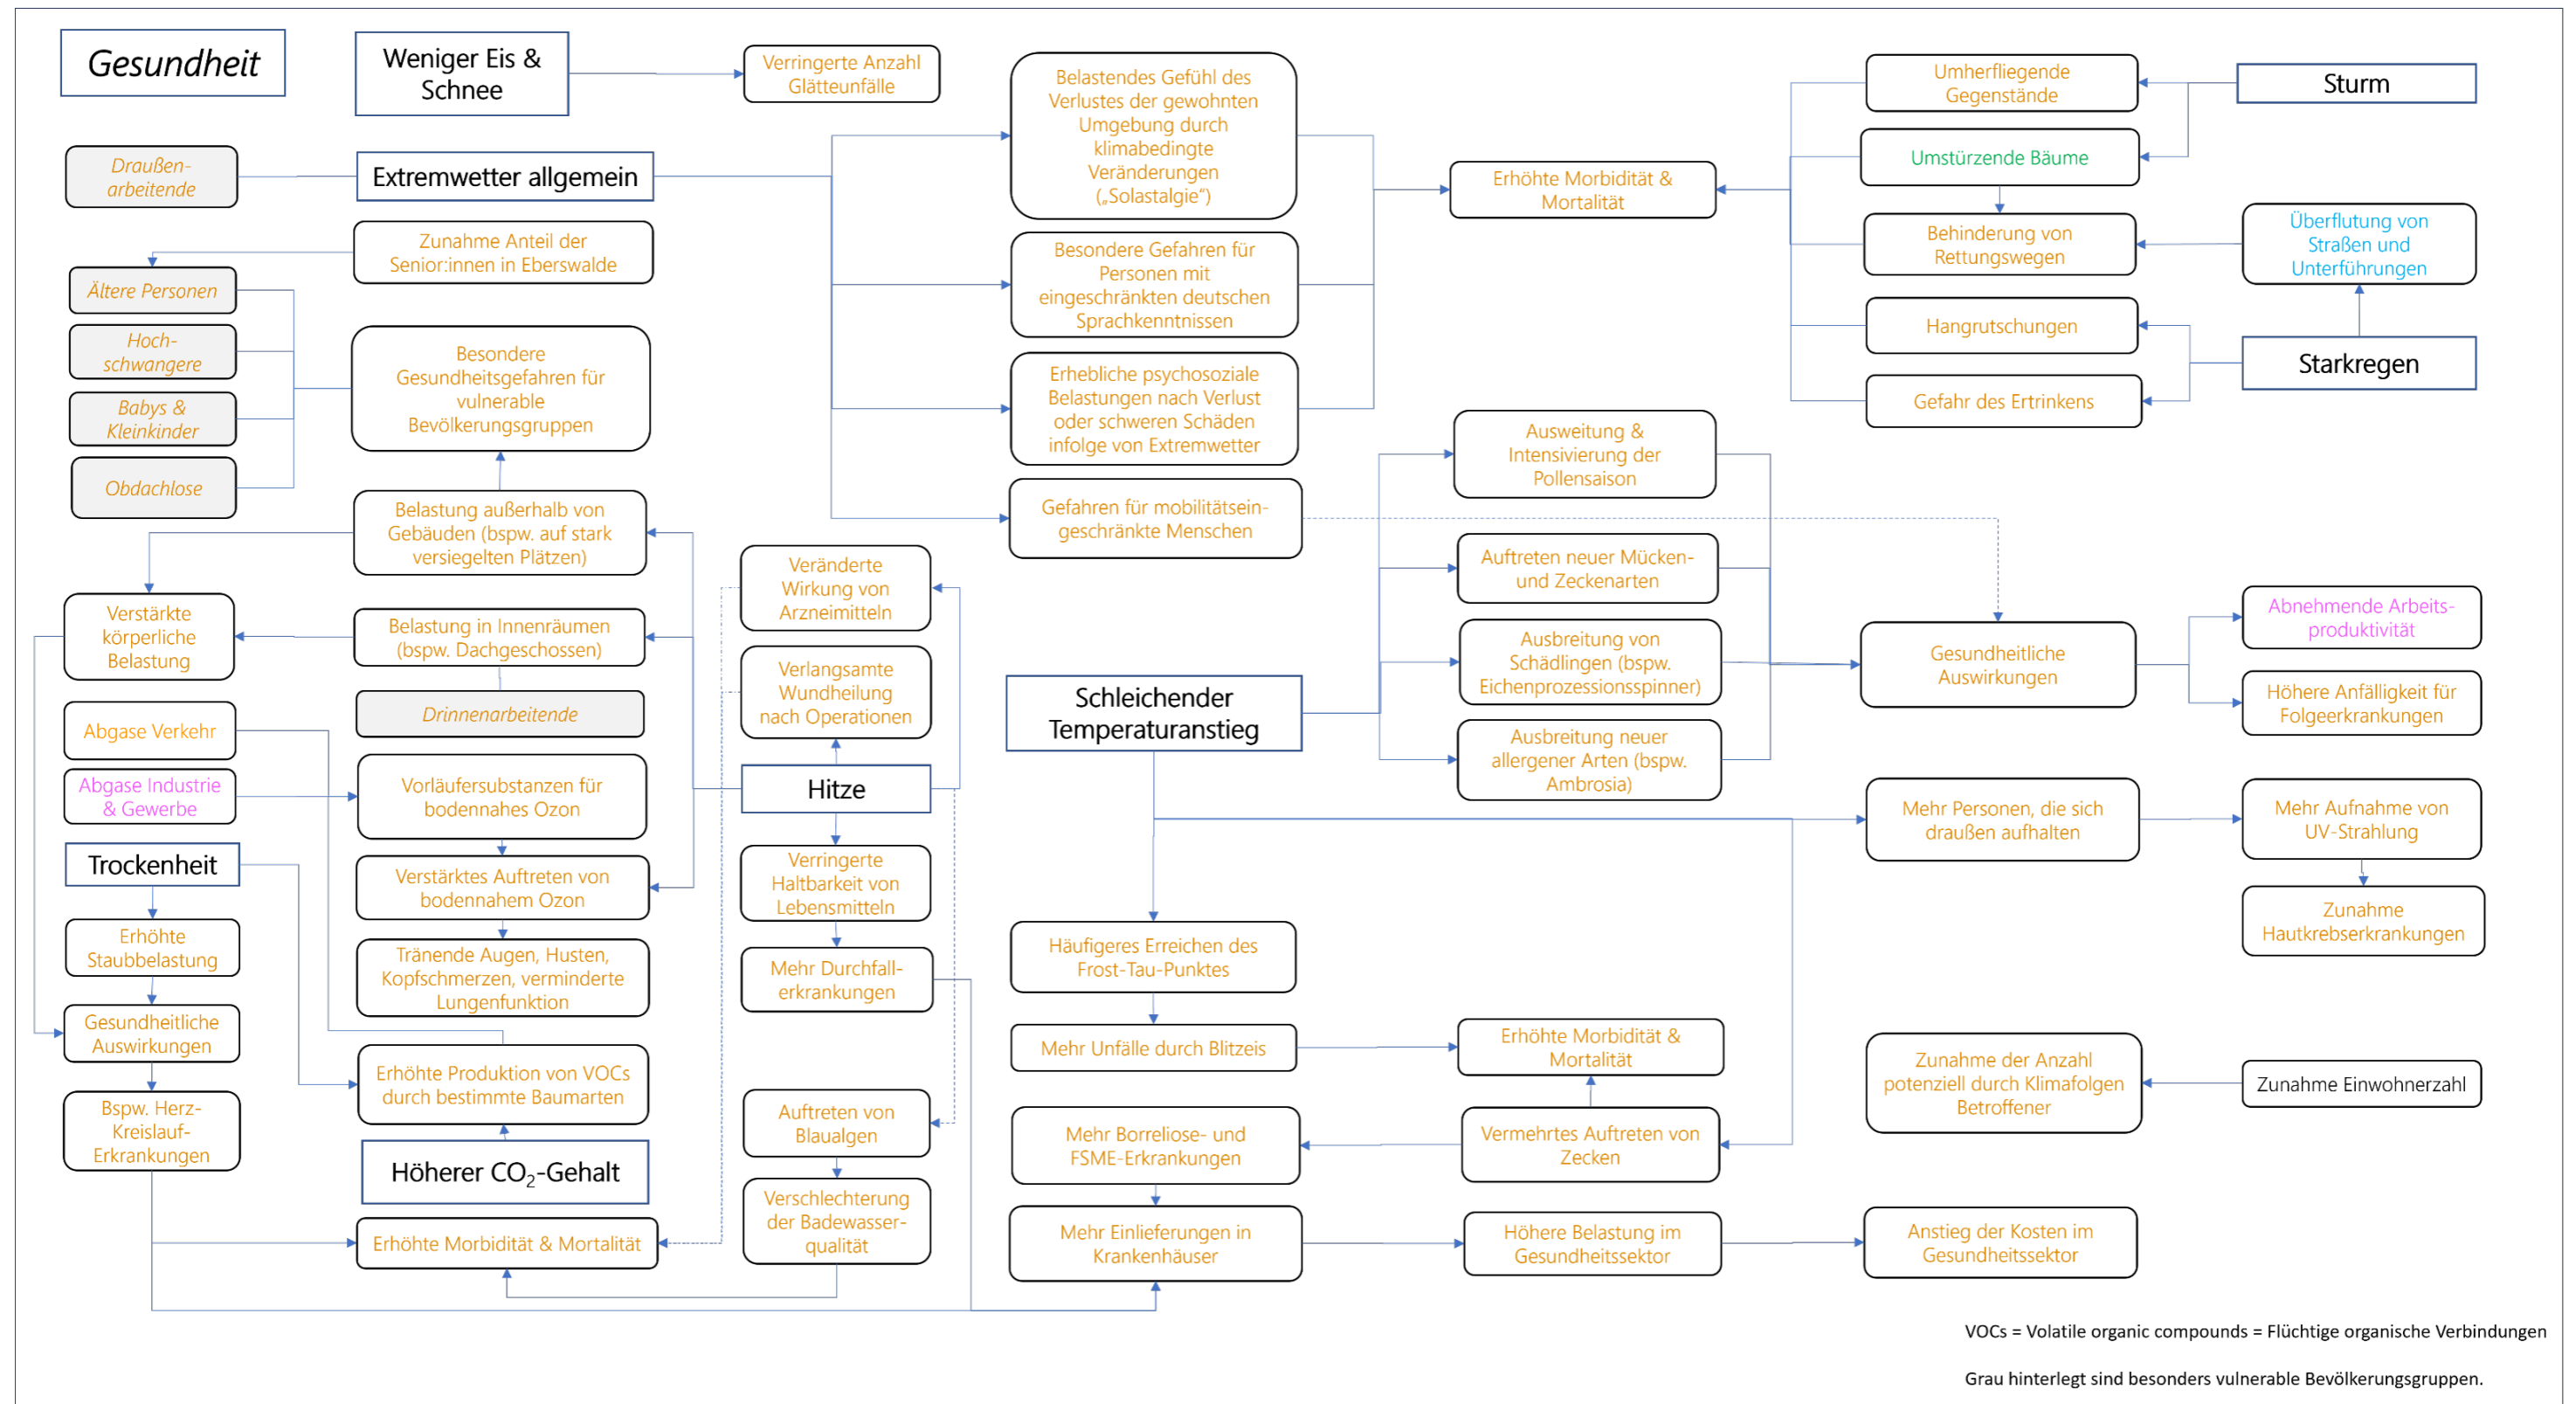 Gesundheit
Weniger Eis &
Schnee
Verringerte Anzahl
Glätteunfälle
Draußen-
arbeitende
Extremwetter allgemein
Zunahme Anteil der
Senior:innen in Eberswalde
Ältere Personen
Hoch-
schwangere
Babys &
Kleinkinder
Obdachlose
Besondere
Gesundheitsgefahren für
vulnerable
Bevölkerungsgruppen
Belastung außerhalb von
Gebäuden (bspw. auf stark
versiegelten Plätzen)
Verstärkte
körperliche
Belastung
Belastung in Innenräumen
(bspw. Dachgeschossen)
Drinnenarbeitende
Abgase Verkehr
Abgase Industrie
& Gewerbe
Vorläufersubstanzen für
bodennahes Ozon
Trockenheit
Verstärktes Auftreten von
bodennahem Ozon
Erhöhte
Staubbelastung
Tränende Augen, Husten,
Kopfschmerzen, verminderte
Lungenfunktion
Gesundheitliche
Auswirkungen
Erhöhte Produktion von VOCs
durch bestimmte Baumarten
Bspw. Herz-
Kreislauf-
Erkrankungen
Höherer CO₂-Gehalt
Erhöhte Morbidität & Mortalität
Veränderte
Wirkung von
Arzneimitteln
Verlangsamte
Wundheilung
nach Operationen
Hitze
Verringerte
Haltbarkeit von
Lebensmitteln
Mehr Durchfall-
erkrankungen
Auftreten von
Blaualgen
Verschlechterung
der Badewasser-
qualität
Belastendes Gefühl des
Verlustes der gewohnten
Umgebung durch
klimabedingte
Veränderungen
(„Solastalgie“)
Besondere Gefahren für
Personen mit
eingeschränkten deutschen
Sprachkenntnissen
Erhebliche psychosoziale
Belastungen nach Verlust
oder schweren Schäden
infolge von Extremwetter
Gefahren für mobilitätsein-
geschränkte Menschen
Erhöhte Morbidität &
Mortalität
Umherfliegende
Gegenstände
Sturm
Umstürzende Bäume
Behinderung von
Rettungswegen
Überflutung von
Straßen und
Unterführungen
Hangrutschungen
Starkregen
Gefahr des Ertrinkens
Ausweitung &
Intensivierung der
Pollensaison
Auftreten neuer Mücken-
und Zeckenarten
Ausbreitung von
Schädlingen (bspw.
Eichenprozessionsspinner)
Ausbreitung neuer
allergener Arten (bspw.
Ambrosia)
Schleichender
Temperaturanstieg
Gesundheitliche
Auswirkungen
Abnehmende Arbeits-
produktivität
Höhere Anfälligkeit für
Folgeerkrankungen
Mehr Personen, die sich
draußen aufhalten
Mehr Aufnahme von
UV-Strahlung
Zunahme
Hautkrebserkrankungen
Häufigeres Erreichen des
Frost-Tau-Punktes
Mehr Unfälle durch Blitzeis
Erhöhte Morbidität &
Mortalität
Zunahme der Anzahl
potenziell durch Klimafolgen
Betroffener
Zunahme Einwohnerzahl
Mehr Borreliose- und
FSME-Erkrankungen
Vermehrtes Auftreten von
Zecken
Mehr Einlieferungen in
Krankenhäuser
Höhere Belastung im
Gesundheitssektor
Anstieg der Kosten im
Gesundheitssektor
VOCs = Volatile organic compounds = Flüchtige organische Verbindungen
Grau hinterlegt sind besonders vulnerable Bevölkerungsgruppen.